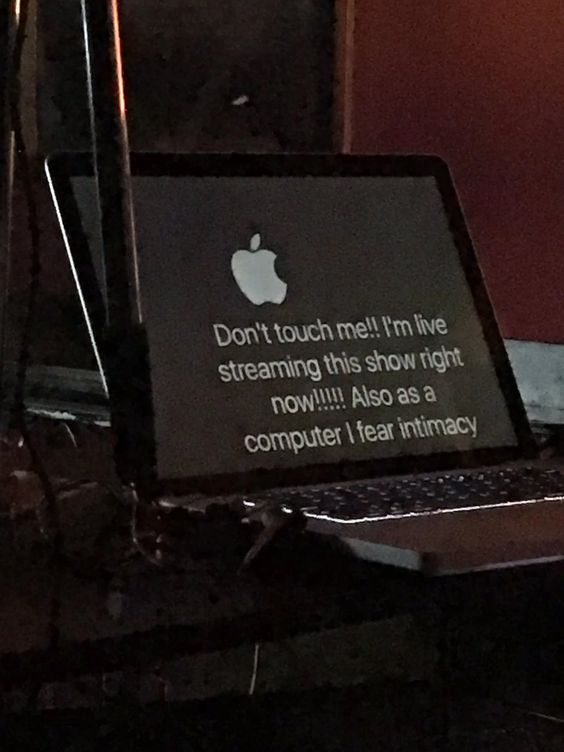 Don't touch me!! I'm live
streaming this show right
now!!!!! Also as a
computer I fear intimacy